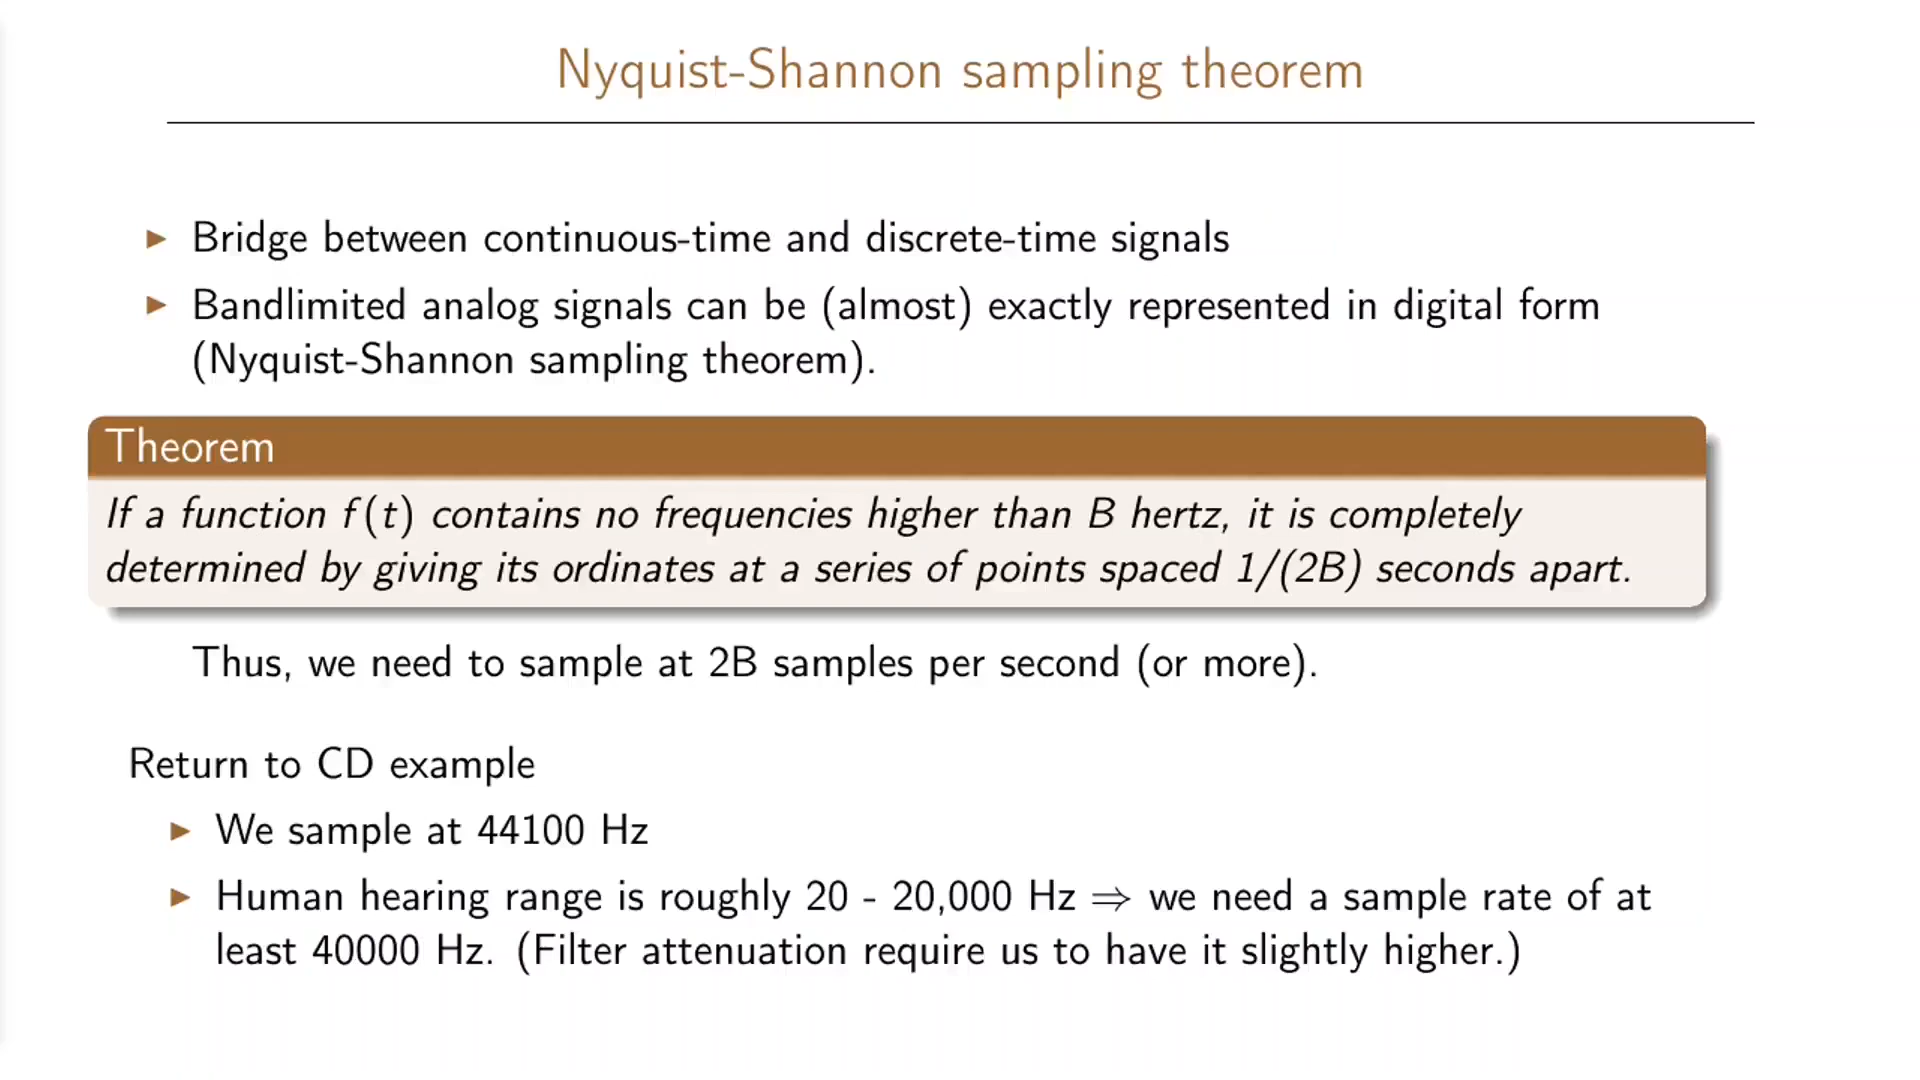 Nyquist-Shannon sampling theorem
▶ Bridge between continuous-time and discrete-time signals
▶ Bandlimited analog signals can be (almost) exactly represented in digital form
(Nyquist-Shannon sampling theorem).
Theorem
If a function f(t) contains no frequencies higher than B hertz, it is completely
determined by giving its ordinates at a series of points spaced 1/(2B) seconds apart.
Thus, we need to sample at 2B samples per second (or more).
Return to CD example
▶ We sample at 44100 Hz
▶ Human hearing range is roughly 20 - 20,000 Hz ⇒ we need a sample rate of at
least 40000 Hz. (Filter attenuation require us to have it slightly higher.)